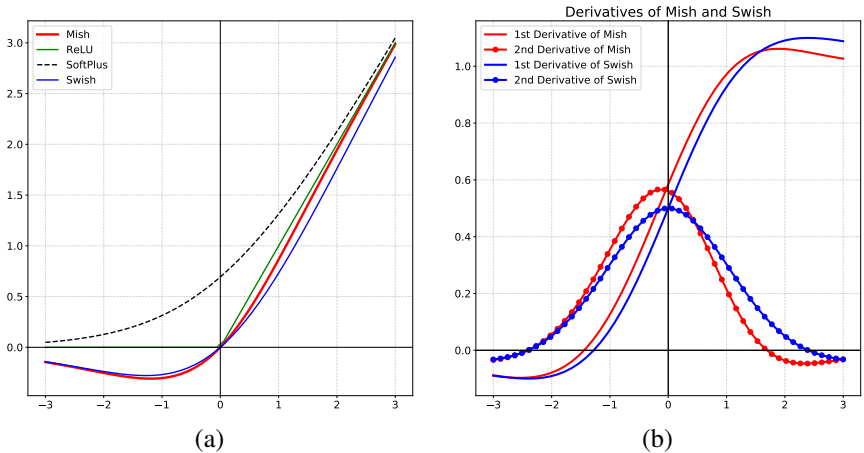 Mish
ReLU
SoftPlus
Swish
3.0
2.5
2.0
1.5
1.0
0.5
0.0
−3 −2 −1 0 1 2 3
(a)
Derivatives of Mish and Swish
1st Derivative of Mish
2nd Derivative of Mish
1st Derivative of Swish
2nd Derivative of Swish
1.0
0.8
0.6
0.4
0.2
0.0
−3 −2 −1 0 1 2 3
(b)